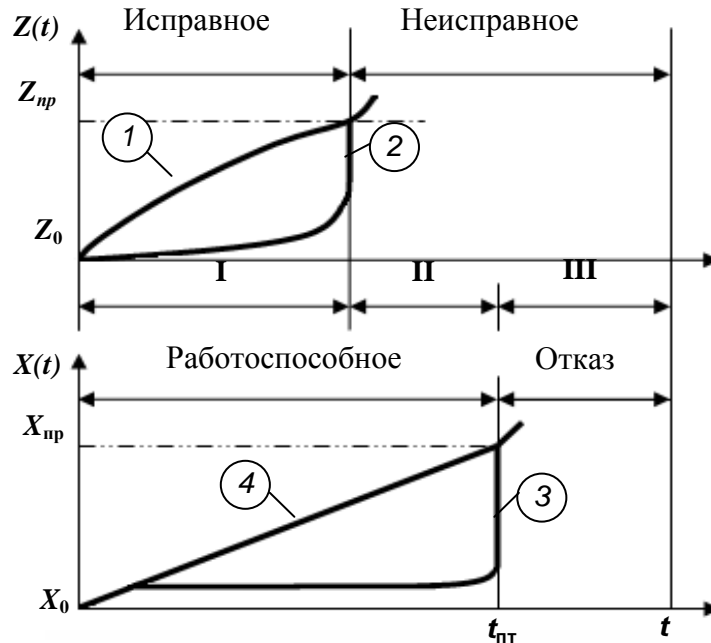 Z(t) Исправное Неисправное
Zпр
1
2
Z0
I II III
X(t) Работоспособное Отказ
Xпр
4 3
X0
tпт t